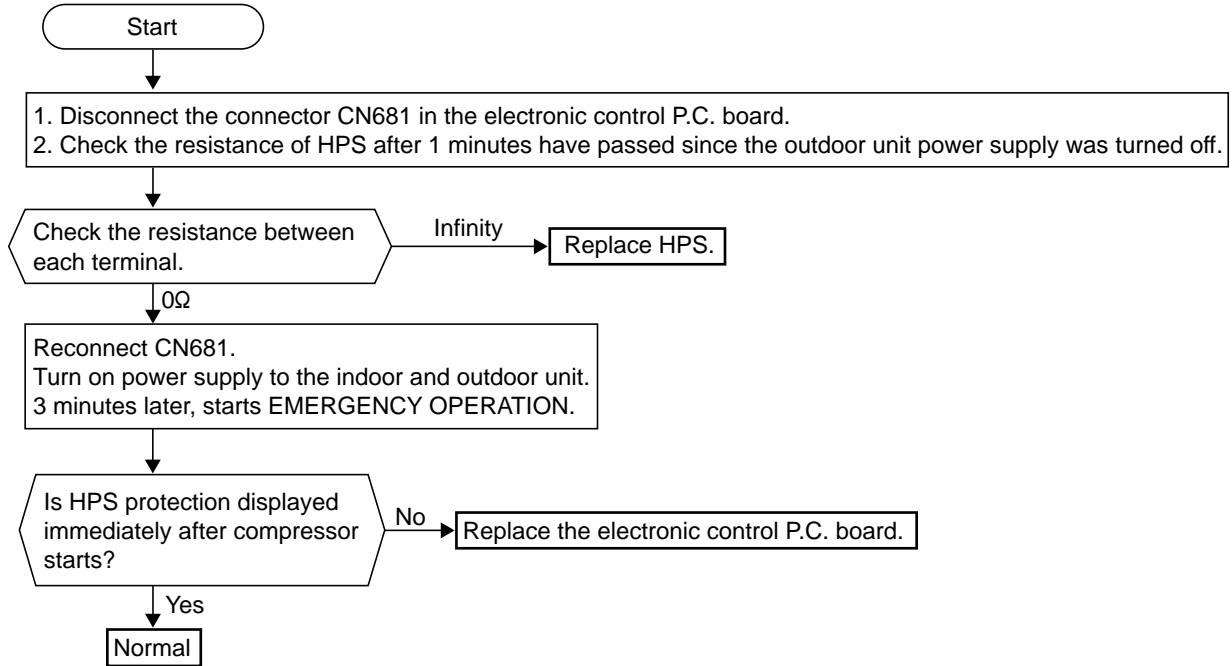 Start
1. Disconnect the connector CN681 in the electronic control P.C. board.
2. Check the resistance of HPS after 1 minutes have passed since the outdoor unit power supply was turned off.
Check the resistance between
each terminal.
Infinity
Replace HPS.
0Ω
Reconnect CN681.
Turn on power supply to the indoor and outdoor unit.
3 minutes later, starts EMERGENCY OPERATION.
Is HPS protection displayed
immediately after compressor
starts?
No
Replace the electronic control P.C. board.
Yes
Normal